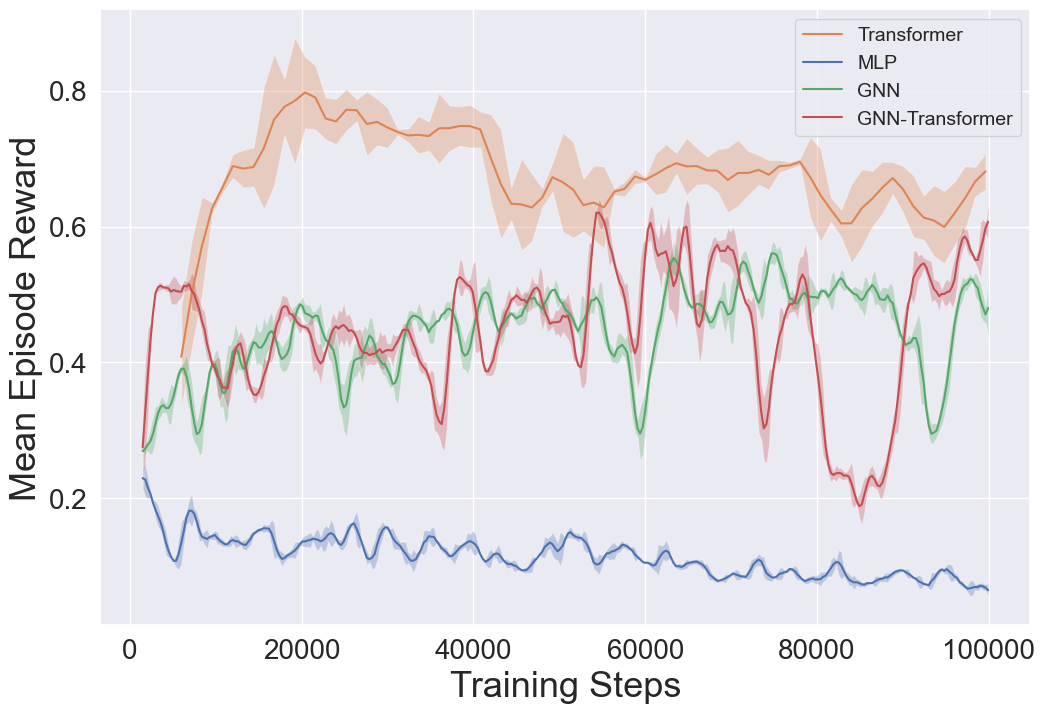 Transformer
MLP
GNN
GNN-Transformer
Mean Episode Reward
0.8
0.6
0.4
0.2
0 20000 40000 60000 80000 100000
Training Steps